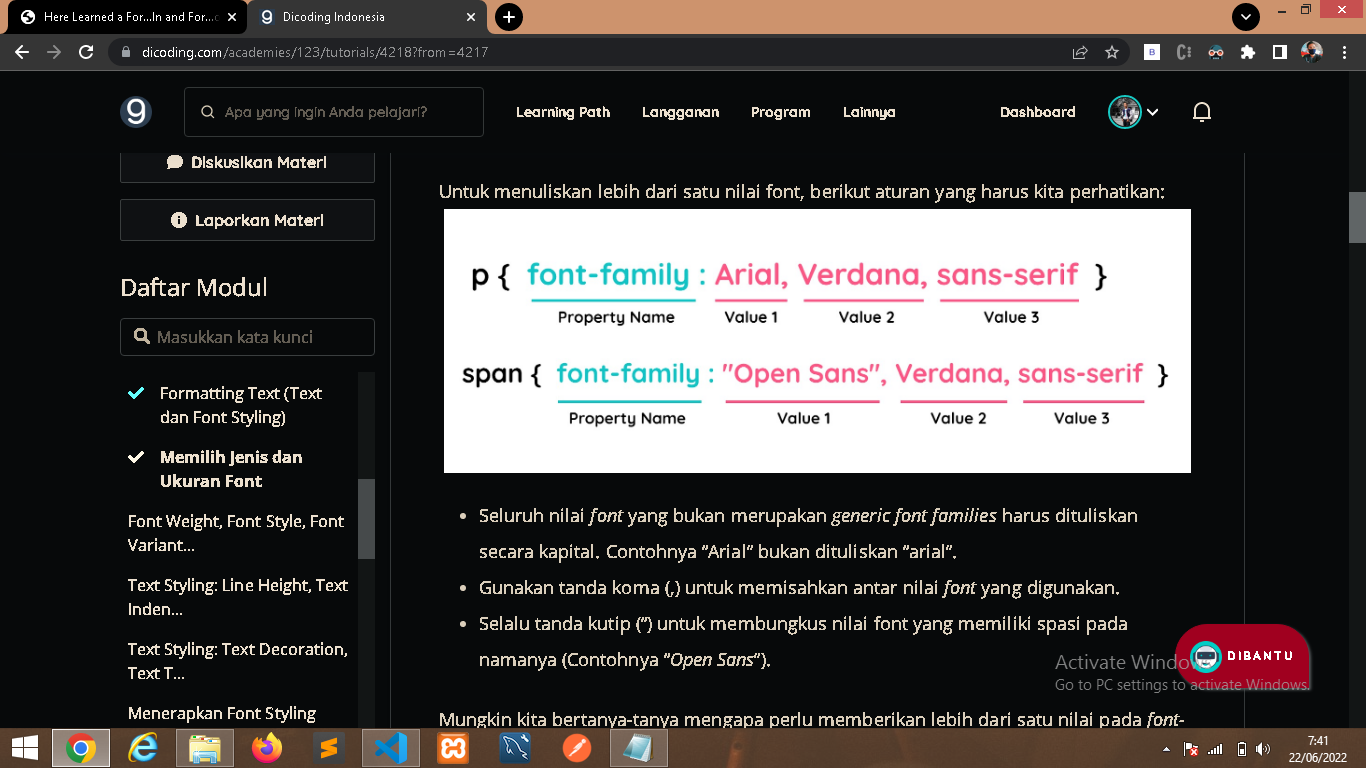 Here Learned a For...In and For...o
Dicoding Indonesia
dicoding.com/academies/123/tutorials/4218?from=4217
Apa yang ingin Anda pelajari?
Learning Path
Langganan
Program
Lainnya
Dashboard
Diskusikan Materi
Laporkan Materi
Daftar Modul
Masukkan kata kunci
Formatting Text (Text
dan Font Styling)
Memilih Jenis dan
Ukuran Font
Font Weight, Font Style, Font
Variant...
Text Styling: Line Height, Text
Inden...
Text Styling: Text Decoration,
Text T...
Menerapkan Font Styling
Untuk menuliskan lebih dari satu nilai font, berikut aturan yang harus kita perhatikan:
p { font-family : Arial, Verdana, sans-serif }
Property Name Value 1 Value 2 Value 3
span { font-family : "Open Sans", Verdana, sans-serif }
Property Name Value 1 Value 2 Value 3
• Seluruh nilai font yang bukan merupakan generic font families harus dituliskan
secara kapital. Contohnya “Arial” bukan dituliskan “arial”.
• Gunakan tanda koma (,) untuk memisahkan antar nilai font yang digunakan.
• Selalu tanda kutip (“) untuk membungkus nilai font yang memiliki spasi pada
namanya (Contohnya “Open Sans”).
Mungkin kita bertanya-tanya mengapa perlu memberikan lebih dari satu nilai pada font-
DIBANTU
Activate Windo
Go to PC settings to activate Windows.
7:41
22/06/2022